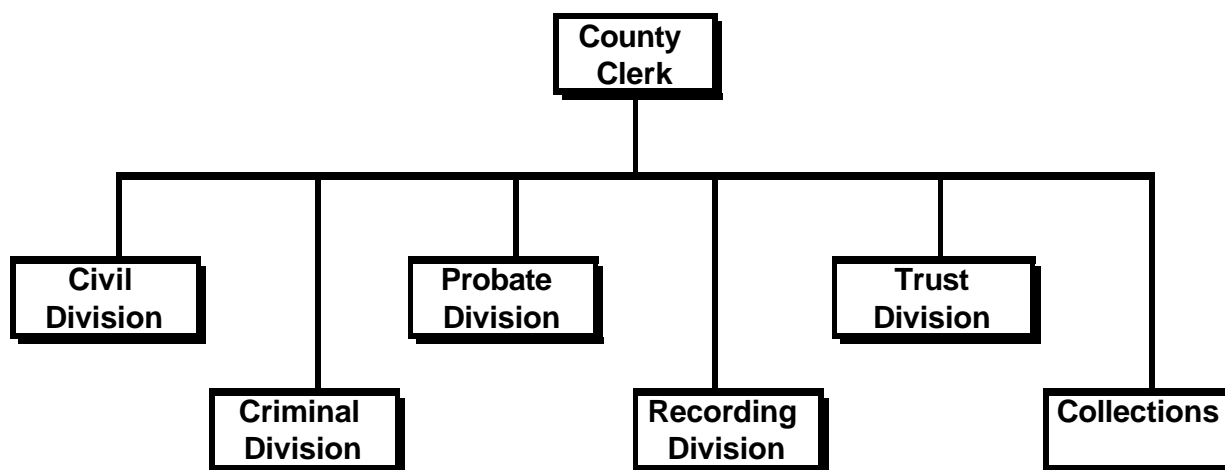 County
Clerk
Civil
Division
Probate
Division
Trust
Division
Criminal
Division
Recording
Division
Collections